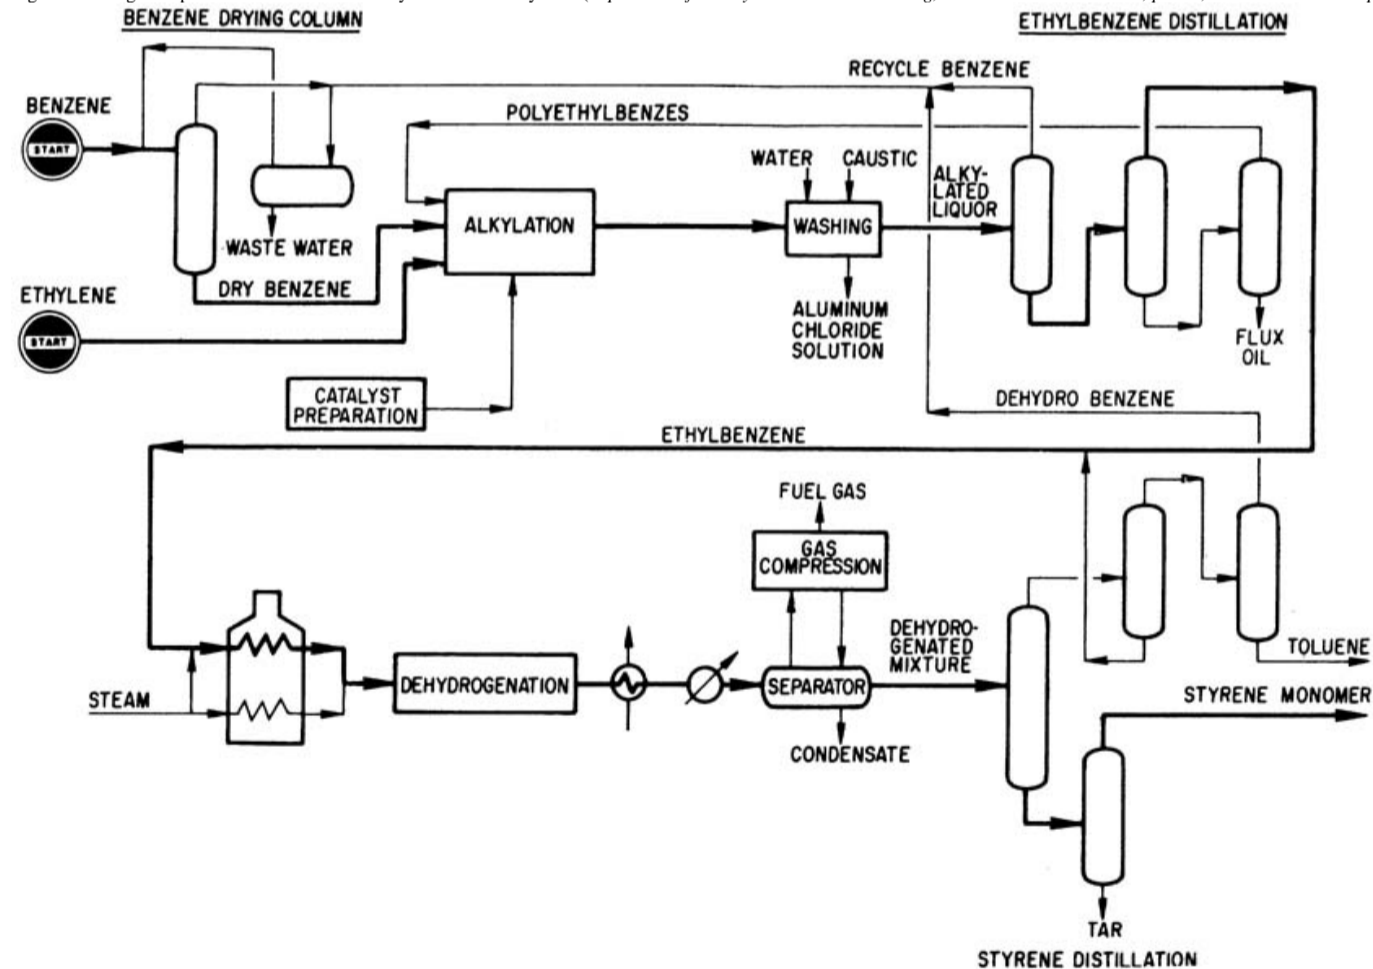 BENZENE DRYING COLUMN
ETHYLBENZENE DISTILLATION
RECYCLE BENZENE
BENZENE
START
POLYETHYLBENZES
WATER
CAUSTIC
ALKY-
LATED
LIQUOR
ALKYLATION
WASHING
WASTE WATER
DRY BENZENE
ETHYLENE
START
ALUMINUM
CHLORIDE
SOLUTION
FLUX
OIL
CATALYST
PREPARATION
DEHYDRO BENZENE
ETHYLBENZENE
FUEL GAS
GAS
COMPRESSION
DEHYDRO-
GENATED
MIXTURE
TOLUENE
STEAM
DEHYDROGENATION
SEPARATOR
STYRENE MONOMER
CONDENSATE
TAR
STYRENE DISTILLATION